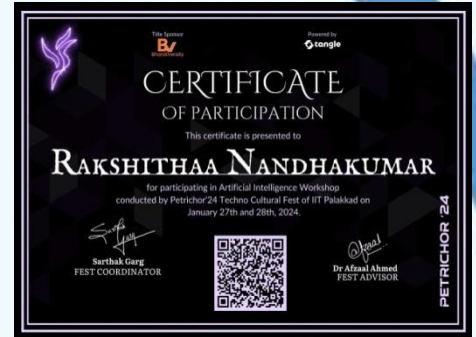 Title Sponsor
Powered by
tangle
CERTIFICATE
OF PARTICIPATION
This certificate is presented to
RAKSHITHAA NANDHAKUMAR
for participating in Artificial Intelligence Workshop
conducted by Petrichor'24 Techno Cultural Fest of IIT Palakkad on
January 27th and 28th, 2024.
Sarthak Garg
FEST COORDINATOR
Dr Afzaal Ahmed
FEST ADVISOR
PETRICHOR '24